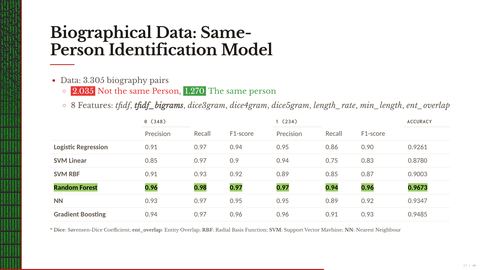 Biographical Data: Same-
Person Identification Model
• Data: 3.305 biography pairs
○ 2.035 Not the same Person, 1.270 The same person
○ 8 Features: tfidf, tfidf_bigrams, dice3gram, dice4gram, dice5gram, length_rate, min_length, ent_overlap
0 (348) 1 (234) ACCURACY
Precision Recall F1-score Precision Recall F1-score
Logistic Regression 0.91 0.97 0.94 0.95 0.86 0.90 0.9261
SVM Linear 0.85 0.97 0.9 0.94 0.75 0.83 0.8780
SVM RBF 0.91 0.93 0.92 0.89 0.85 0.87 0.9003
Random Forest 0.96 0.98 0.97 0.97 0.94 0.96 0.9673
NN 0.93 0.97 0.95 0.95 0.89 0.92 0.9347
Gradient Boosting 0.94 0.97 0.96 0.96 0.91 0.93 0.9485
* Dice: Sørensen-Dice Coefficient; ent_overlap: Entity Overlap; RBF: Radial Basis Function; SVM: Support Vector Machine; NN: Nearest Neighbour